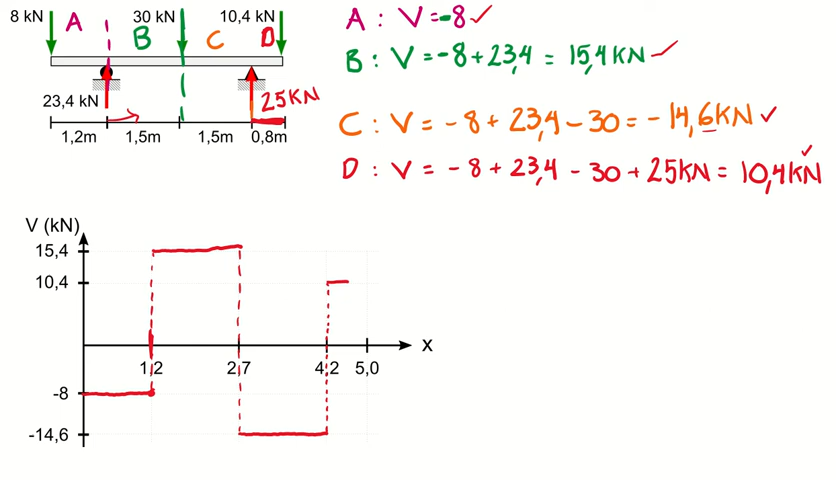 8 kN A 30 kN B C 10,4 kN D
23,4 kN 25KN
1,2m 1,5m 1,5m 0,8m
A : V = -8 ✓
B : V = -8 + 23,4 = 15,4 KN ✓
C : V = -8 + 23,4 - 30 = -14,6KN ✓
D : V = -8 + 23,4 - 30 + 25KN = 10,4KN ✓
V (kN)
15,4
10,4
x
1,2 2,7 4,2 5,0
-8
-14,6